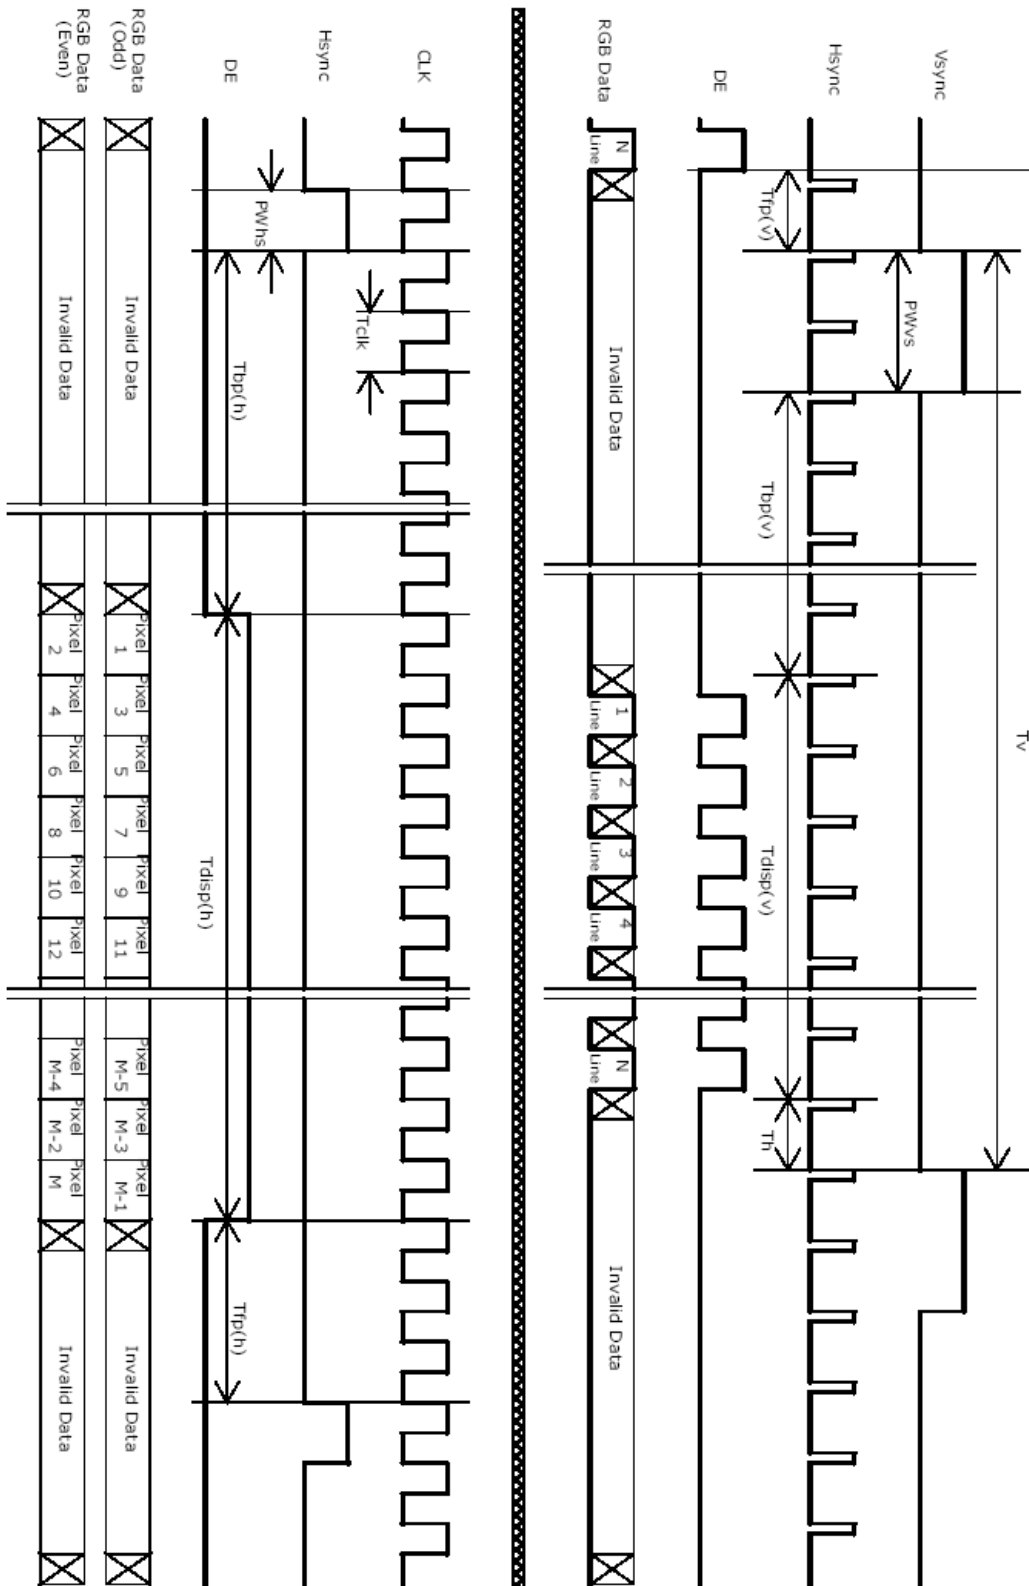 Vsync
Tv
PWvs
Hsync
Tfp(v)
Tbp(v)
Tdisp(v)
Th
DE
RGB Data
N
Line
Invalid Data
1
Line
2
Line
3
Line
4
Line
N
Line
Invalid Data
CLK
Tclk
Hsync
PWhs
DE
Tbp(h)
Tdisp(h)
Tfp(h)
RGB Data
(Odd)
Invalid Data
Pixel Pixel Pixel Pixel Pixel Pixel Pixel Pixel Pixel
1 3 5 7 9 11 M-5 M-3 M-1
Invalid Data
RGB Data
(Even)
Invalid Data
Pixel Pixel Pixel Pixel Pixel Pixel Pixel Pixel Pixel
2 4 6 8 10 12 M-4 M-2 M
Invalid Data